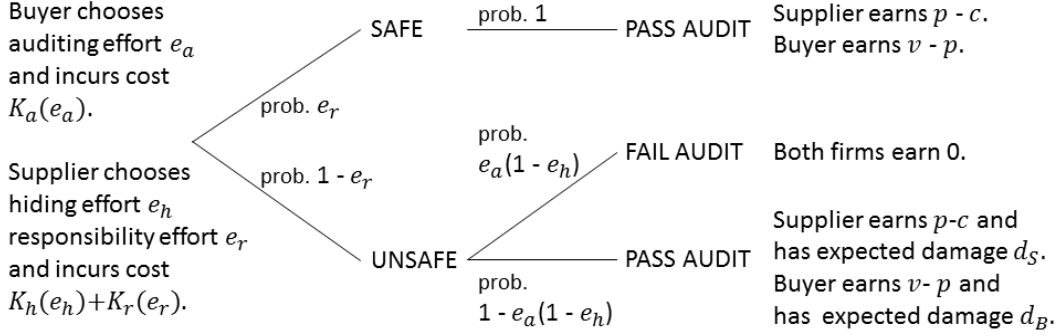 Buyer chooses
auditing effort e_a
and incurs cost
K_a(e_a).
Supplier chooses
hiding effort e_h
responsibility effort e_r
and incurs cost
K_h(e_h)+K_r(e_r).
prob. e_r
prob. 1 - e_r
SAFE
UNSAFE
prob. 1
prob.
e_a(1 - e_h)
prob.
1 - e_a(1 - e_h)
PASS AUDIT
FAIL AUDIT
PASS AUDIT
Supplier earns p - c.
Buyer earns v - p.
Both firms earn 0.
Supplier earns p-c and
has expected damage d_S.
Buyer earns v- p and
has expected damage d_B.